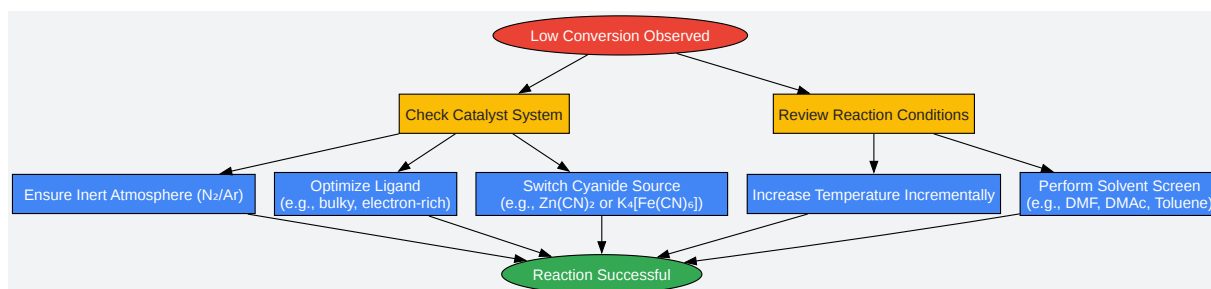 Low Conversion Observed
Check Catalyst System
Review Reaction Conditions
Ensure Inert Atmosphere (N₂/Ar)
Optimize Ligand
(e.g., bulky, electron-rich)
Switch Cyanide Source
(e.g., Zn(CN)₂ or K₄[Fe(CN)₆])
Increase Temperature Incrementally
Perform Solvent Screen
(e.g., DMF, DMAc, Toluene)
Reaction Successful